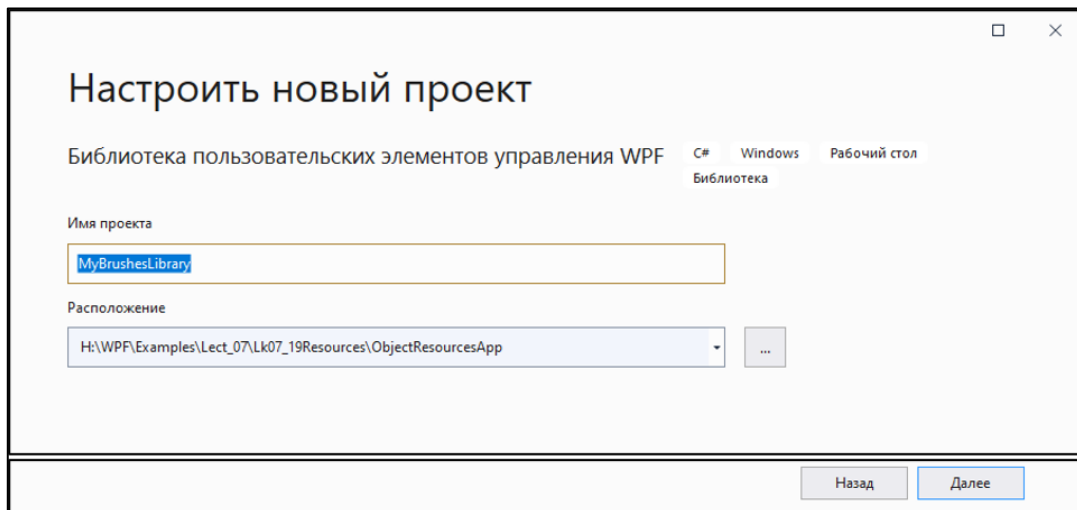 Настроить новый проект
Библиотека пользовательских элементов управления WPF C# Windows Рабочий стол
Библиотека
Имя проекта
MyBrushesLibrary
Расположение
H:\WPF\Examples\Lect_07\Lk07_19Resources\ObjectResourcesApp
...
Назад Далее